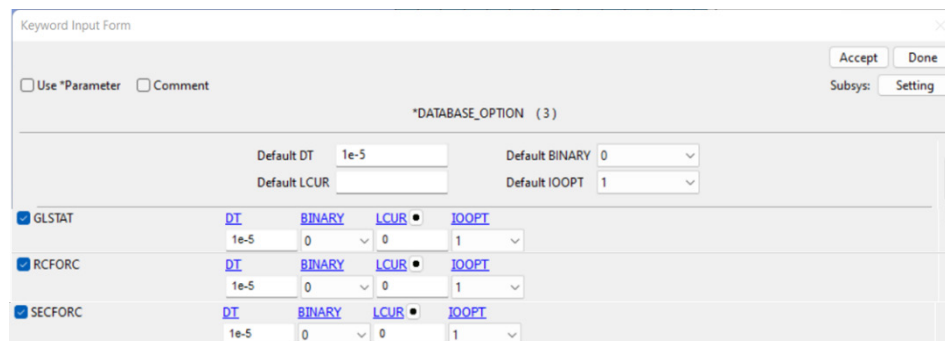 Keyword Input Form
Accept Done
Use *Parameter Comment Subsys: Setting
*DATABASE_OPTION (3)
Default DT 1e-5 Default BINARY 0
Default LCUR Default IOOPT 1
GLSTAT DT BINARY LCUR IOOPT
1e-5 0 0 1
RCFORC DT BINARY LCUR IOOPT
1e-5 0 0 1
SECFORC DT BINARY LCUR IOOPT
1e-5 0 0 1